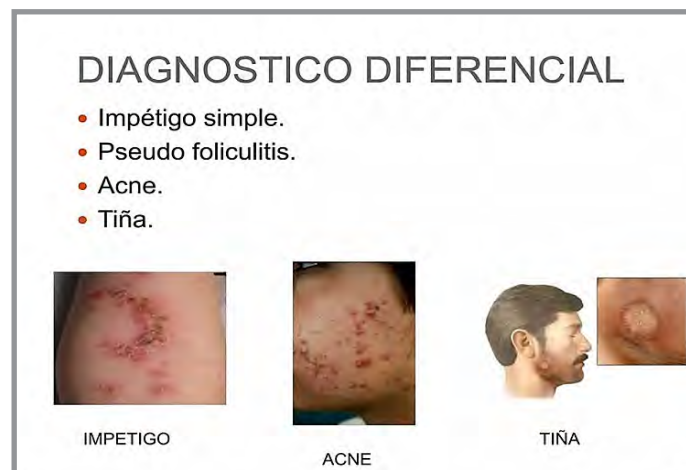 DIAGNOSTICO DIFERENCIAL
• Impétigo simple.
• Pseudo foliculitis.
• Acne.
• Tiña.
IMPETIGO
ACNE
TIÑA